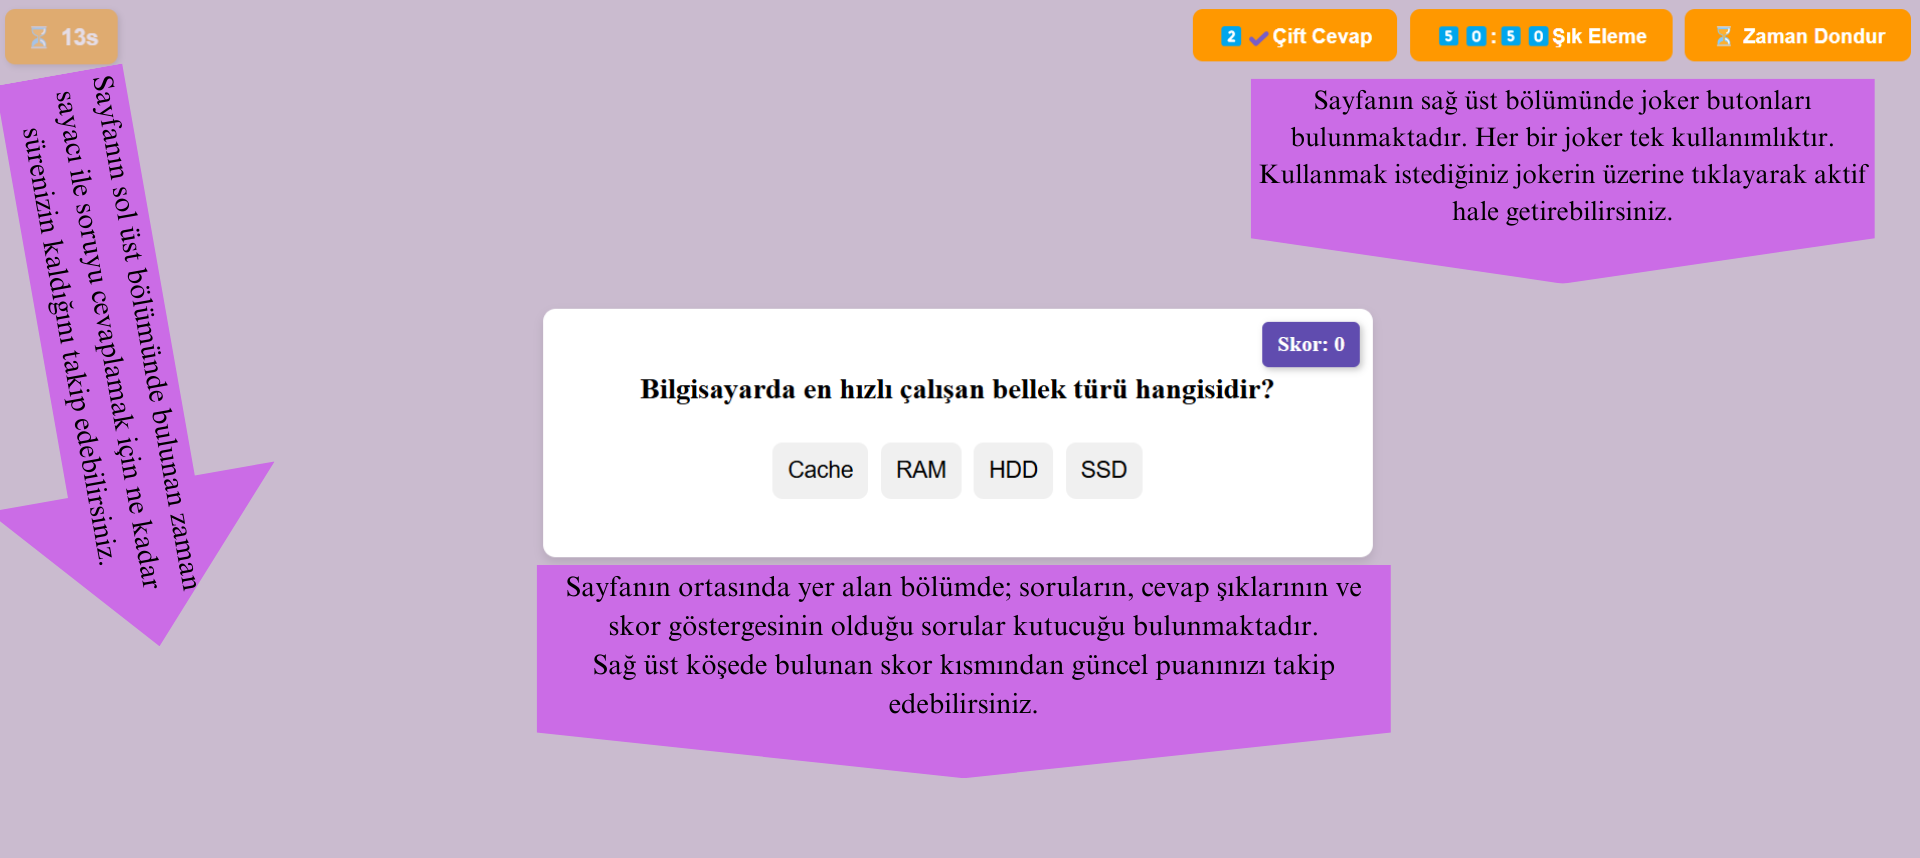 13s
2 Çift Cevap
50:50 Şık Eleme
Zaman Dondur
Sayfanın sol üst bölümünde bulunan zaman
sayacı ile soruyu cevaplamak için ne kadar
sürenizin kaldığını takip edebilirsiniz.
Sayfanın sağ üst bölümünde joker butonları
bulunmaktadır. Her bir joker tek kullanımlıktır.
Kullanmak istediğiniz jokerin üzerine tıklayarak aktif
hale getirebilirsiniz.
Skor: 0
Bilgisayarda en hızlı çalışan bellek türü hangisidir?
Cache
RAM
HDD
SSD
Sayfanın ortasında yer alan bölümde; soruların, cevap şıklarının ve
skor göstergesinin olduğu sorular kutucuğu bulunmaktadır.
Sağ üst köşede bulunan skor kısmından güncel puanınızı takip
edebilirsiniz.